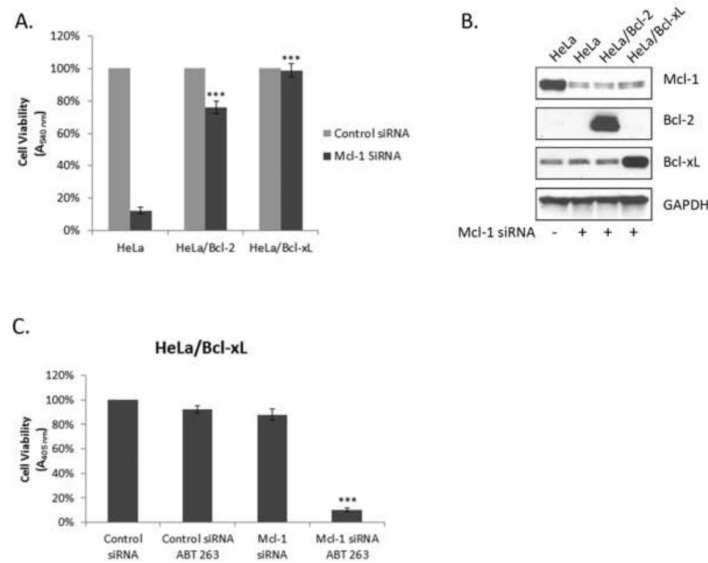 A.
120%
100%
80%
60%
40%
20%
0%
Cell Viability
(A540 nm)
***
***
HeLa
HeLa/Bcl-2
HeLa/Bcl-xL
Control siRNA
Mcl-1 SiRNA
B.
HeLa
HeLa
HeLa/Bcl-2
HeLa/Bcl-xL
Mcl-1
Bcl-2
Bcl-xL
GAPDH
Mcl-1 siRNA - + + +
C.
HeLa/Bcl-xL
120%
100%
80%
60%
40%
20%
0%
Cell Viability
(A405 nm)
***
Control
siRNA
Control siRNA
ABT 263
Mcl-1
siRNA
Mcl-1 siRNA
ABT 263